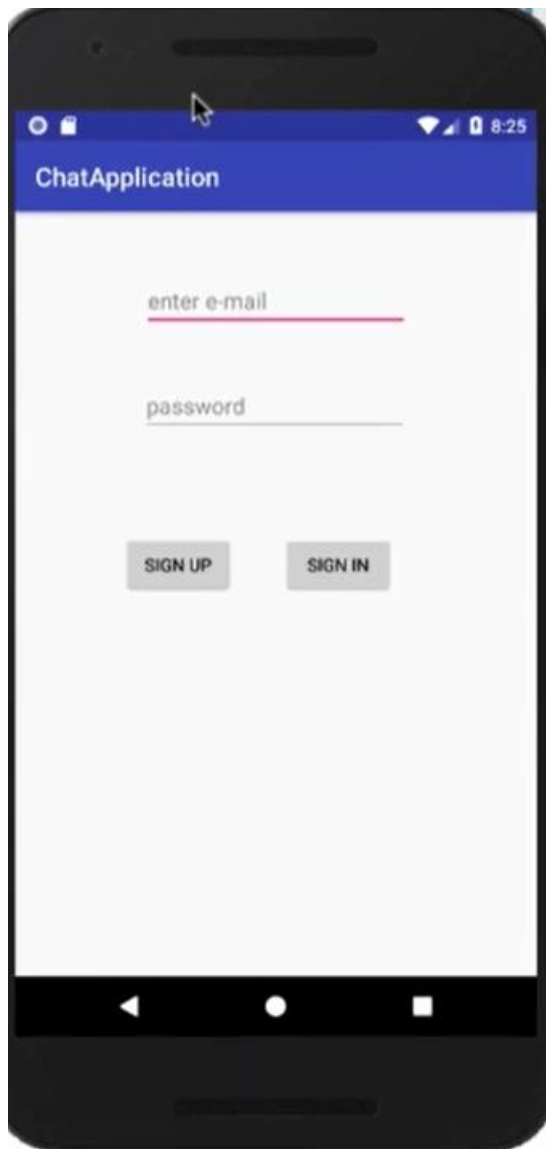 8:25
ChatApplication
enter e-mail
password
SIGN UP SIGN IN